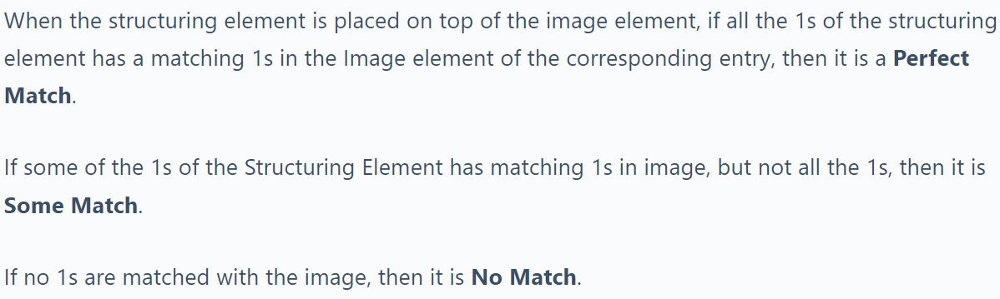 When the structuring element is placed on top of the image element, if all the 1s of the structuring
element has a matching 1s in the Image element of the corresponding entry, then it is a Perfect
Match.
If some of the 1s of the Structuring Element has matching 1s in image, but not all the 1s, then it is
Some Match.
If no 1s are matched with the image, then it is No Match.